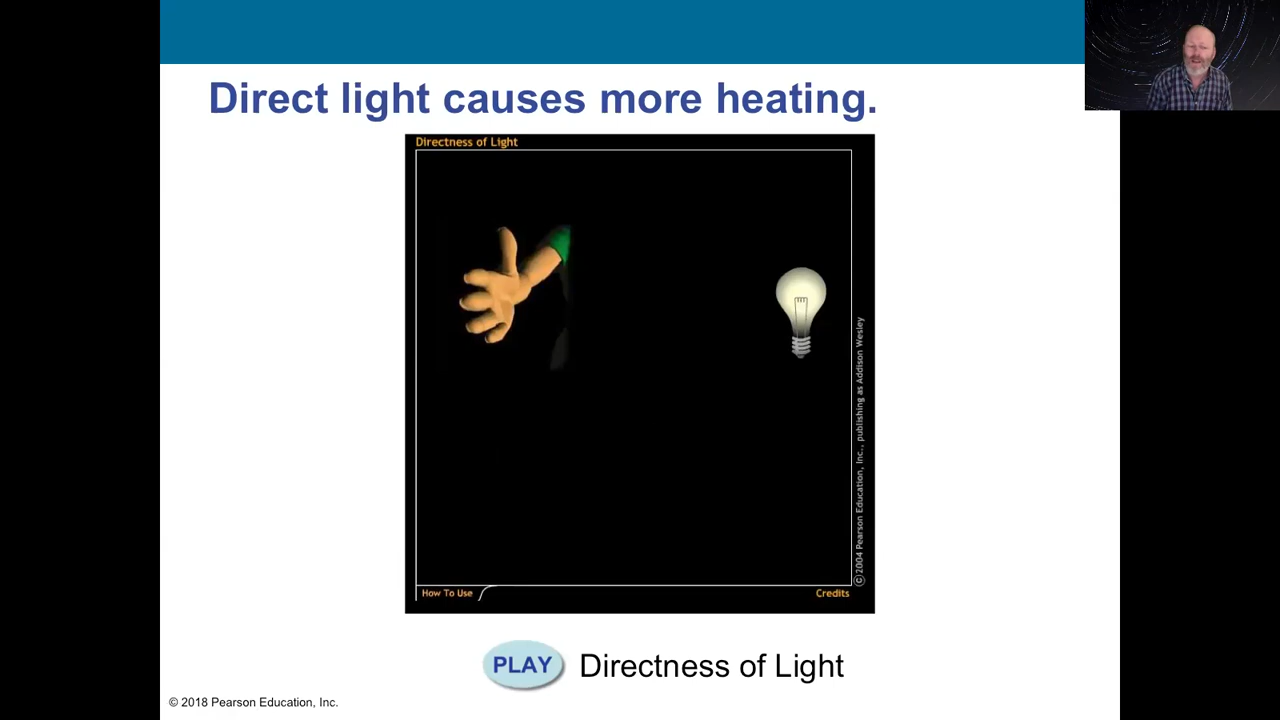 Direct light causes more heating.
Directness of Light
© 2004 Pearson Education, Inc., publishing as Addison Wesley
How To Use
Credits
PLAY Directness of Light
© 2018 Pearson Education, Inc.